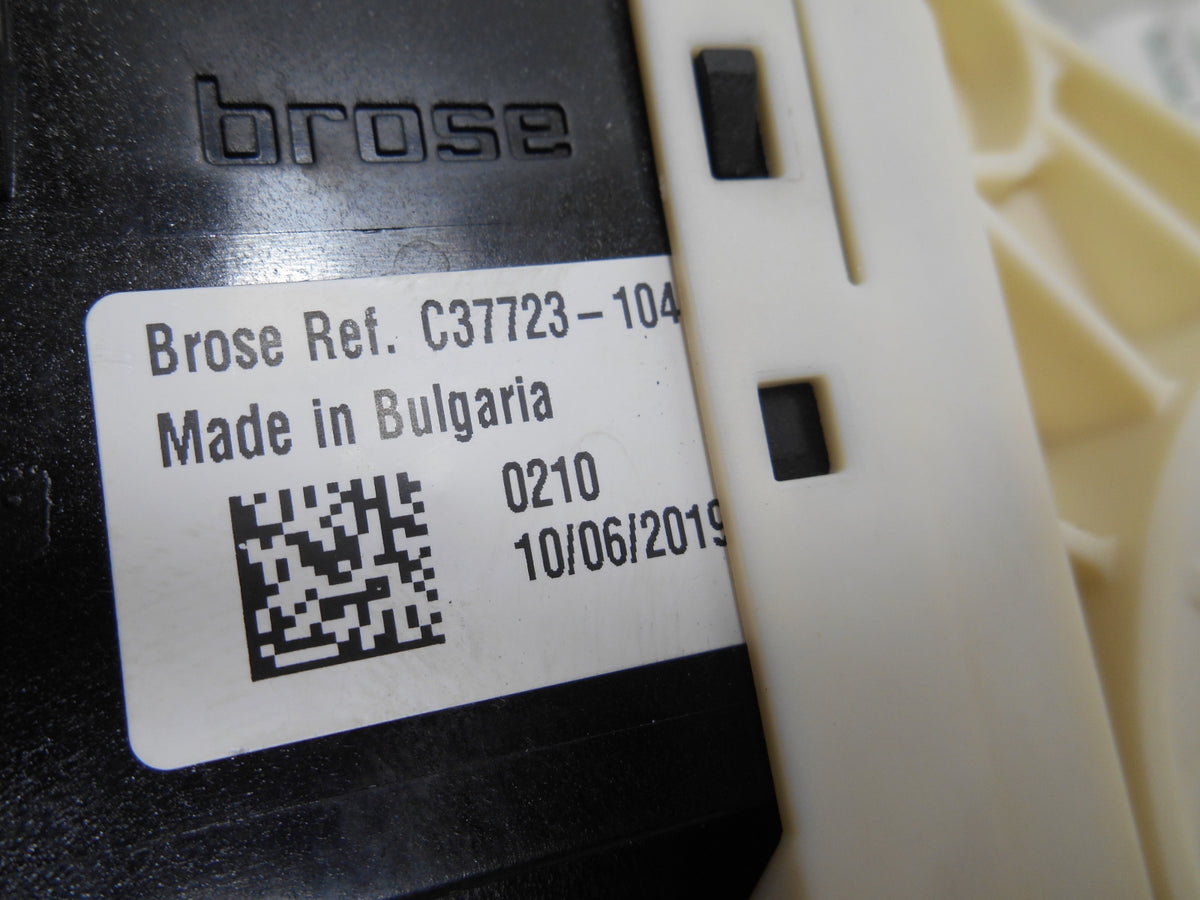 brose
Brose Ref. C37723-104
Made in Bulgaria
0210
10/06/2019